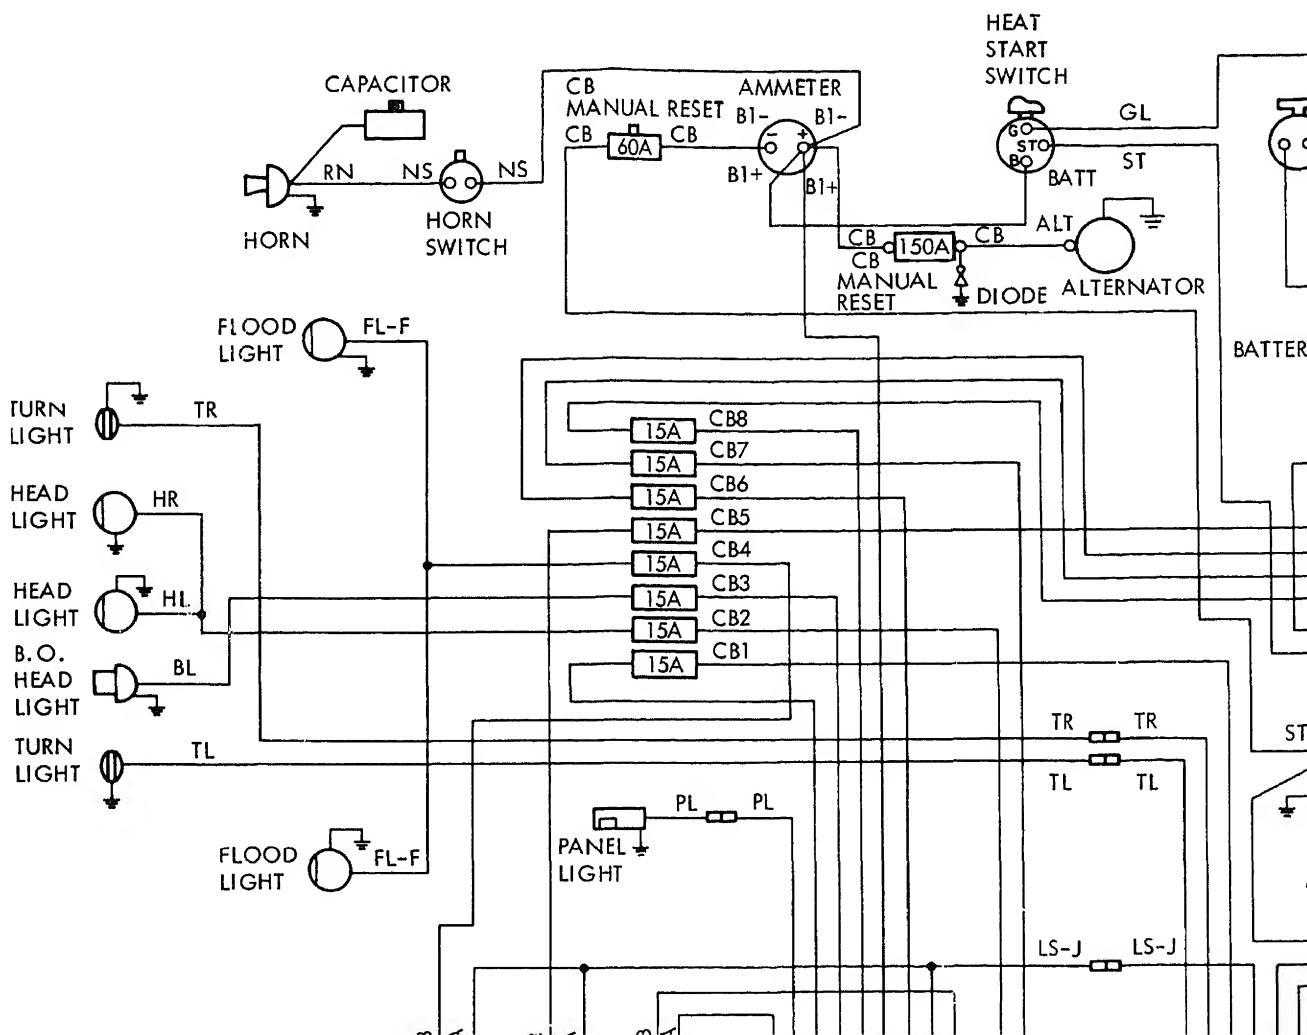 HEAT
START
SWITCH
CAPACITOR
CB
MANUAL RESET
AMMETER
B1- B1-
GL
CB 60A CB
- +
G
ST
B
ST
RN NS NS
B1+ B1+
BATT
HORN
HORN
SWITCH
CB 150A CB ALT
CB
MANUAL
RESET
DIODE ALTERNATOR
FLOOD
LIGHT
FL-F
BATTER
TURN
LIGHT
TR
15A CB8
15A CB7
15A CB6
15A CB5
15A CB4
15A CB3
15A CB2
15A CB1
HEAD
LIGHT
HR
HEAD
LIGHT
HL
B.O.
HEAD
LIGHT
BL
TURN
LIGHT
TL
TR TR
ST
TL TL
PL PL
PANEL
LIGHT
FLOOD
LIGHT
FL-F
LS-J LS-J